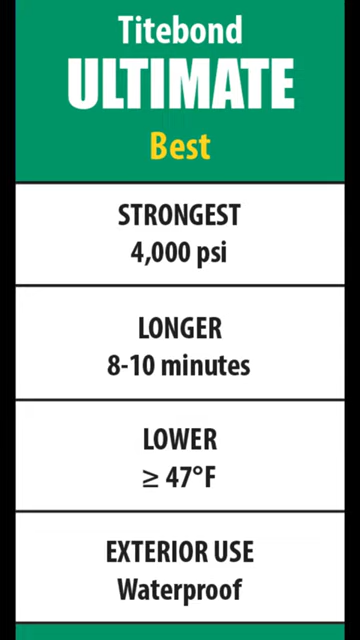 Titebond
ULTIMATE
Best
STRONGEST
4,000 psi
LONGER
8-10 minutes
LOWER
≥ 47°F
EXTERIOR USE
Waterproof